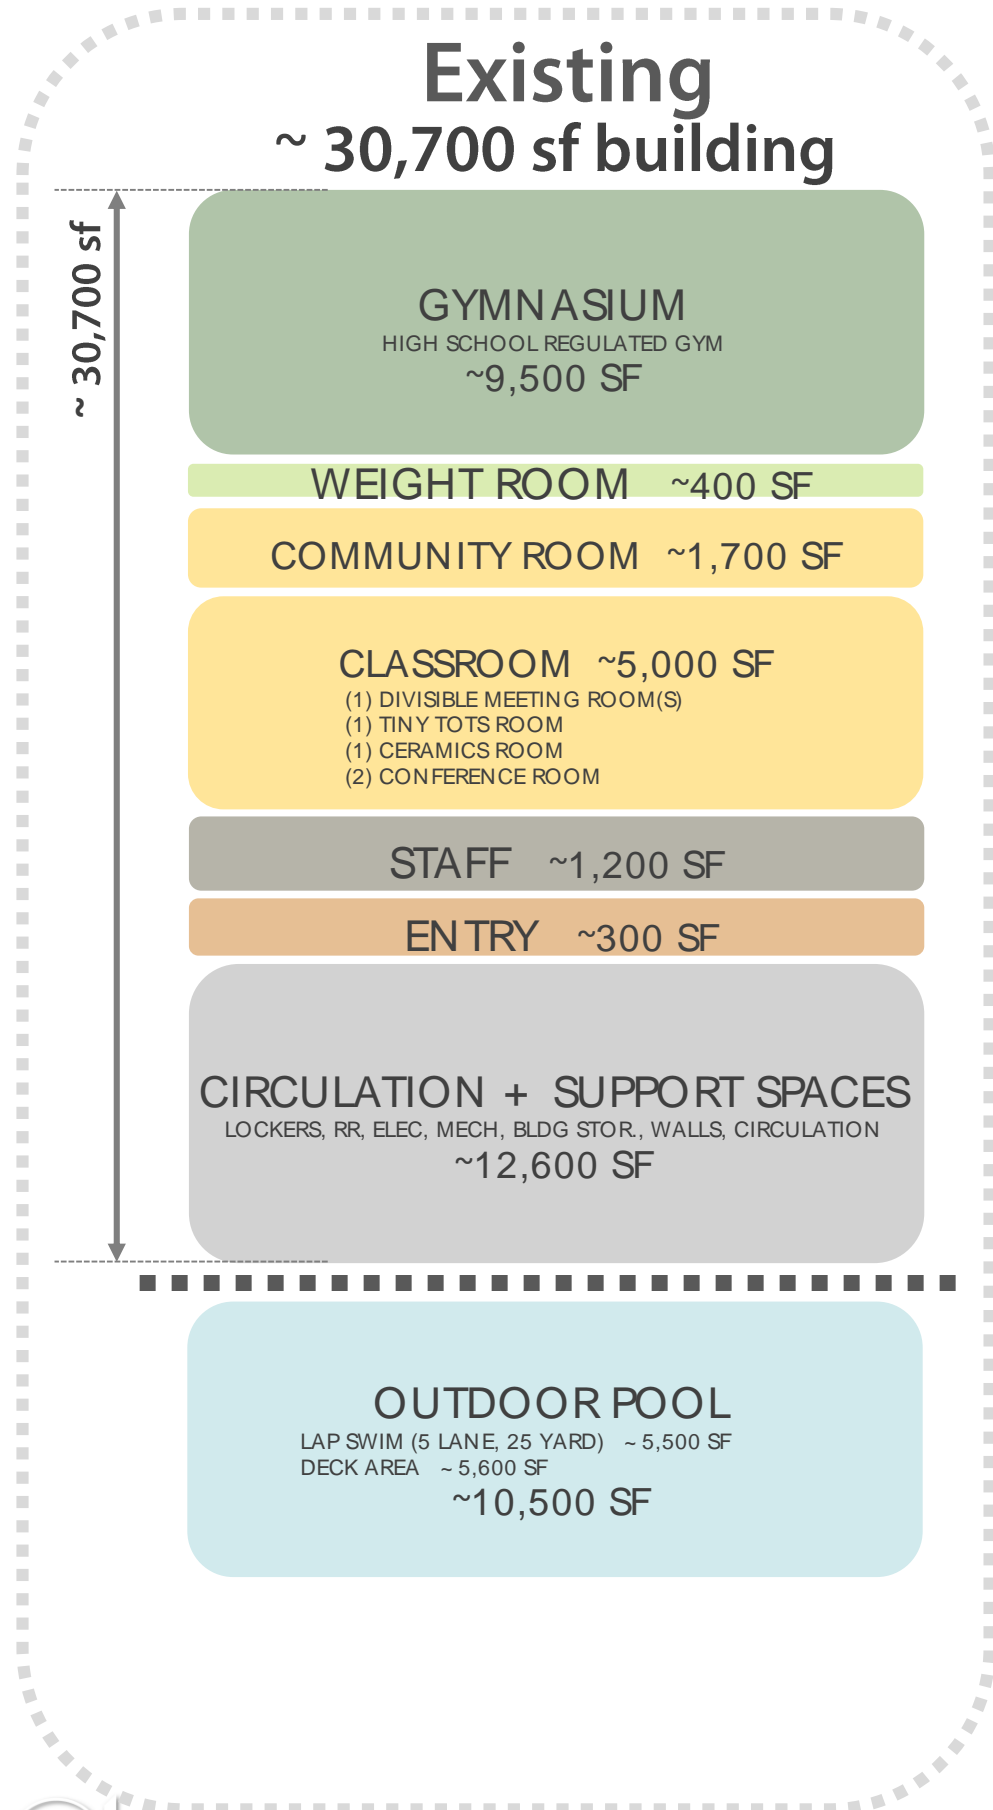 Existing
~ 30,700 sf building
~ 30,700 sf
GYMNASIUM
HIGH SCHOOL REGULATED GYM
~9,500 SF
WEIGHT ROOM ~400 SF
COMMUNITY ROOM ~1,700 SF
CLASSROOM ~5,000 SF
(1) DIVISIBLE MEETING ROOM(S)
(1) TINY TOTS ROOM
(1) CERAMICS ROOM
(2) CONFERENCE ROOM
STAFF ~1,200 SF
ENTRY ~300 SF
CIRCULATION + SUPPORT SPACES
LOCKERS, RR, ELEC, MECH, BLDG STOR., WALLS, CIRCULATION
~12,600 SF
OUTDOOR POOL
LAP SWIM (5 LANE, 25 YARD) ~ 5,500 SF
DECK AREA ~ 5,600 SF
~10,500 SF